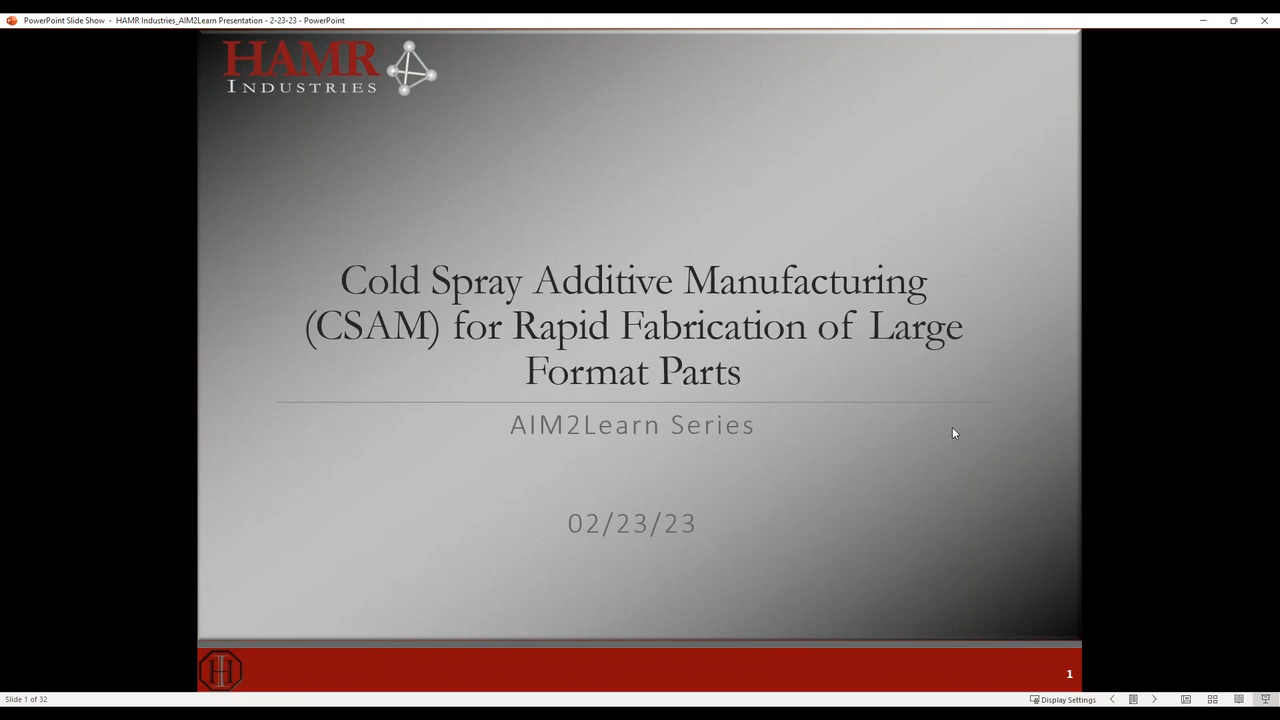 PowerPoint Slide Show - HAMR Industries_AIM2Learn Presentation - 2-23-23 - PowerPoint
HAMR
INDUSTRIES
Cold Spray Additive Manufacturing
(CSAM) for Rapid Fabrication of Large
Format Parts
AIM2Learn Series
02/23/23
H
1
Slide 1 of 32
Display Settings